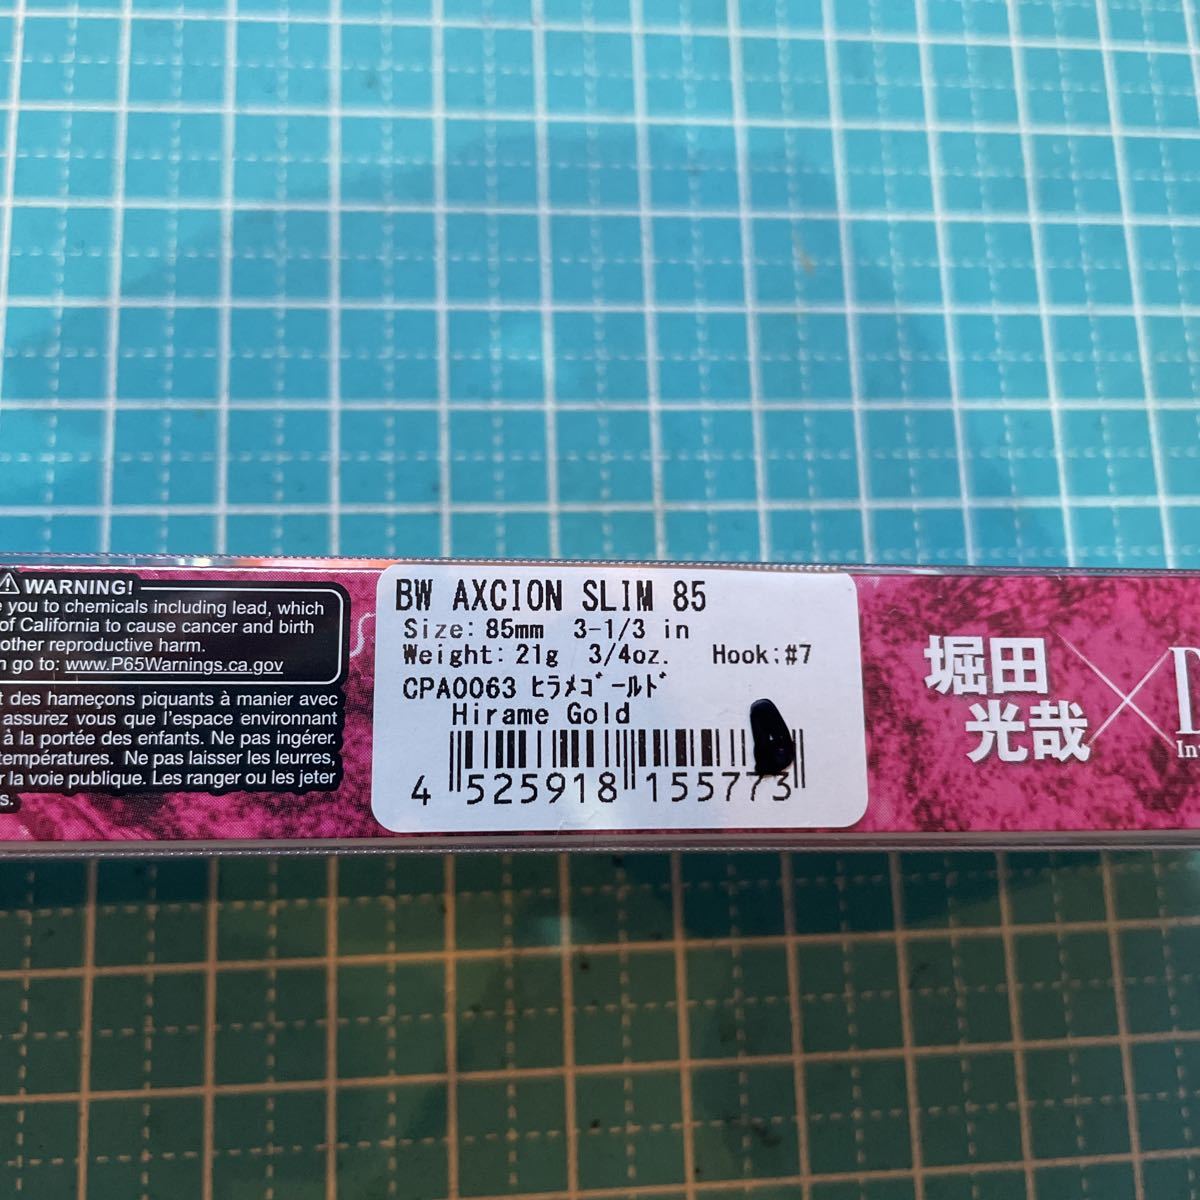 WARNING!
you to chemicals including lead, which
of California to cause cancer and birth
other reproductive harm.
go to: www.P65Warnings.ca.gov
des hameçons piquants à manier avec
assurez vous que l'espace environnant
à la portée des enfants. Ne pas ingérer.
températures. Ne pas laisser les leurres,
la voie publique. Les ranger ou les jeter
BW AXCION SLIM 85
Size: 85mm 3-1/3 in
Weight: 21g 3/4oz. Hook:#7
CPA0063 ﾋﾗﾒｺﾞｰﾙﾄﾞ
Hirame Gold
4 525918 155773
堀田
光哉